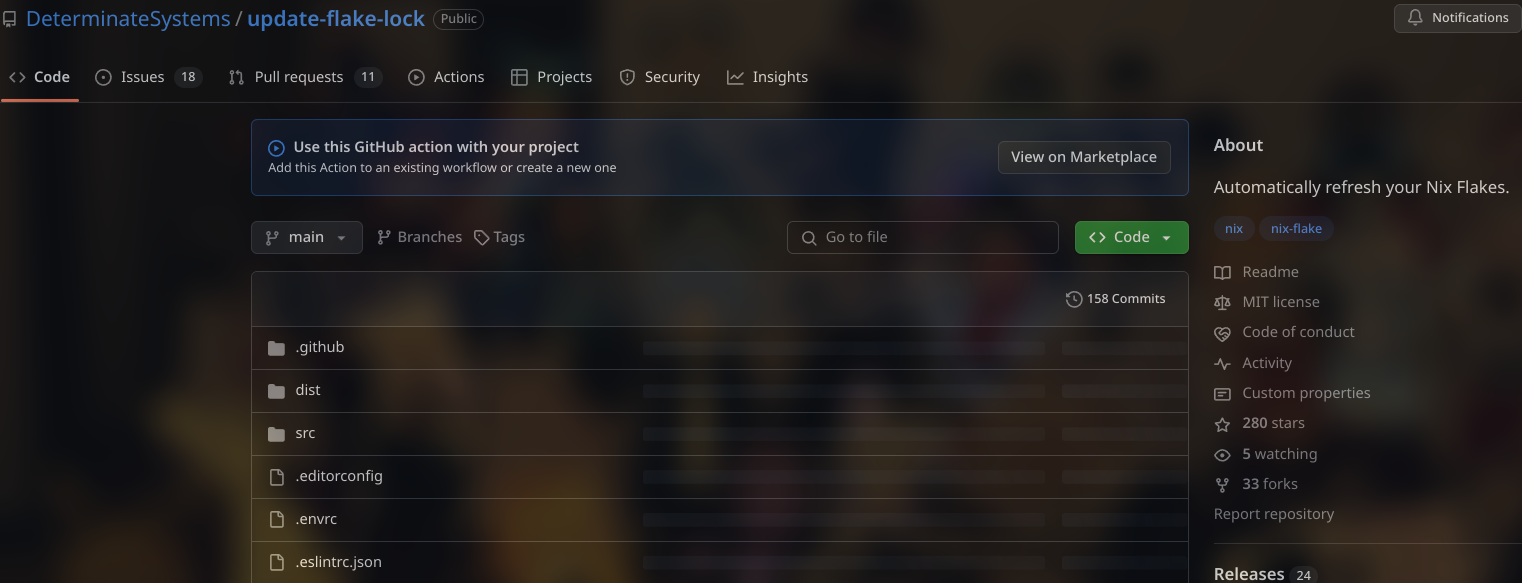 DeterminateSystems / update-flake-lock Public
Notifications
Code
Issues 18
Pull requests 11
Actions
Projects
Security
Insights
Use this GitHub action with your project
Add this Action to an existing workflow or create a new one
View on Marketplace
main
Branches
Tags
Go to file
Code
158 Commits
.github
dist
src
.editorconfig
.envrc
.eslintrc.json
About
Automatically refresh your Nix Flakes.
nix nix-flake
Readme
MIT license
Code of conduct
Activity
Custom properties
280 stars
5 watching
33 forks
Report repository
Releases 24